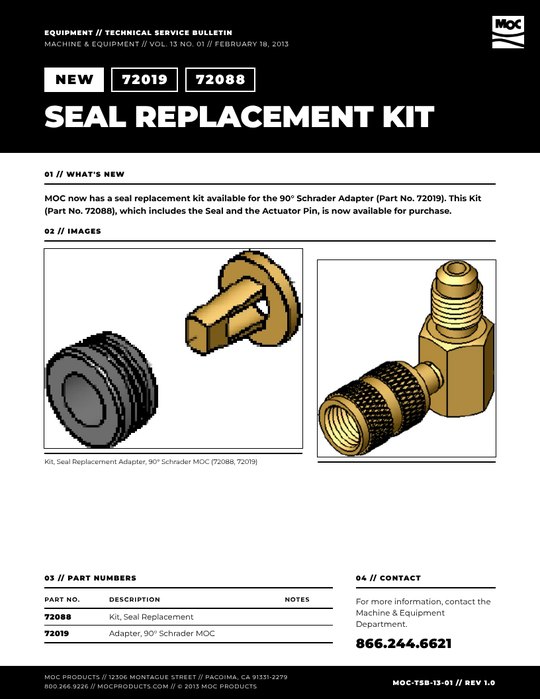 EQUIPMENT // TECHNICAL SERVICE BULLETIN
MACHINE & EQUIPMENT // VOL. 13 NO. 01 // FEBRUARY 18, 2013
MOC
NEW 72019 72088
SEAL REPLACEMENT KIT
01 // WHAT'S NEW
MOC now has a seal replacement kit available for the 90° Schrader Adapter (Part No. 72019). This Kit
(Part No. 72088), which includes the Seal and the Actuator Pin, is now available for purchase.
02 // IMAGES
Kit, Seal Replacement Adapter, 90° Schrader MOC (72088, 72019)
03 // PART NUMBERS
PART NO. DESCRIPTION NOTES
72088 Kit, Seal Replacement
72019 Adapter, 90° Schrader MOC
04 // CONTACT
For more information, contact the
Machine & Equipment
Department.
866.244.6621
MOC PRODUCTS // 12306 MONTAGUE STREET // PACOIMA, CA 91331-2279
800.266.9226 // MOCPRODUCTS.COM // © 2013 MOC PRODUCTS
MOC-TSB-13-01 // REV 1.0